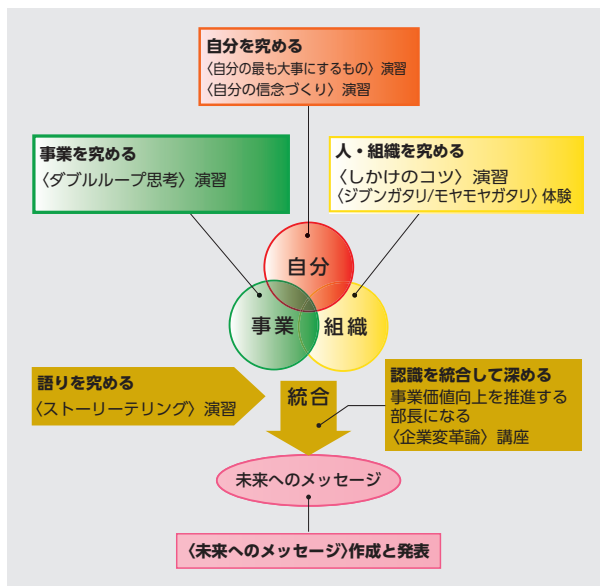 自分を究める
〈自分の最も大事にするもの〉演習
〈自分の信念づくり〉演習
事業を究める
〈ダブルループ思考〉演習
人・組織を究める
〈しかけのコツ〉演習
〈ジブンガタリ/モヤモヤガタリ〉体験
自分
事業
組織
語りを究める
〈ストーリーテリング〉演習
統合
認識を統合して深める
事業価値向上を推進する
部長になる
〈企業変革論〉講座
未来へのメッセージ
〈未来へのメッセージ〉作成と発表